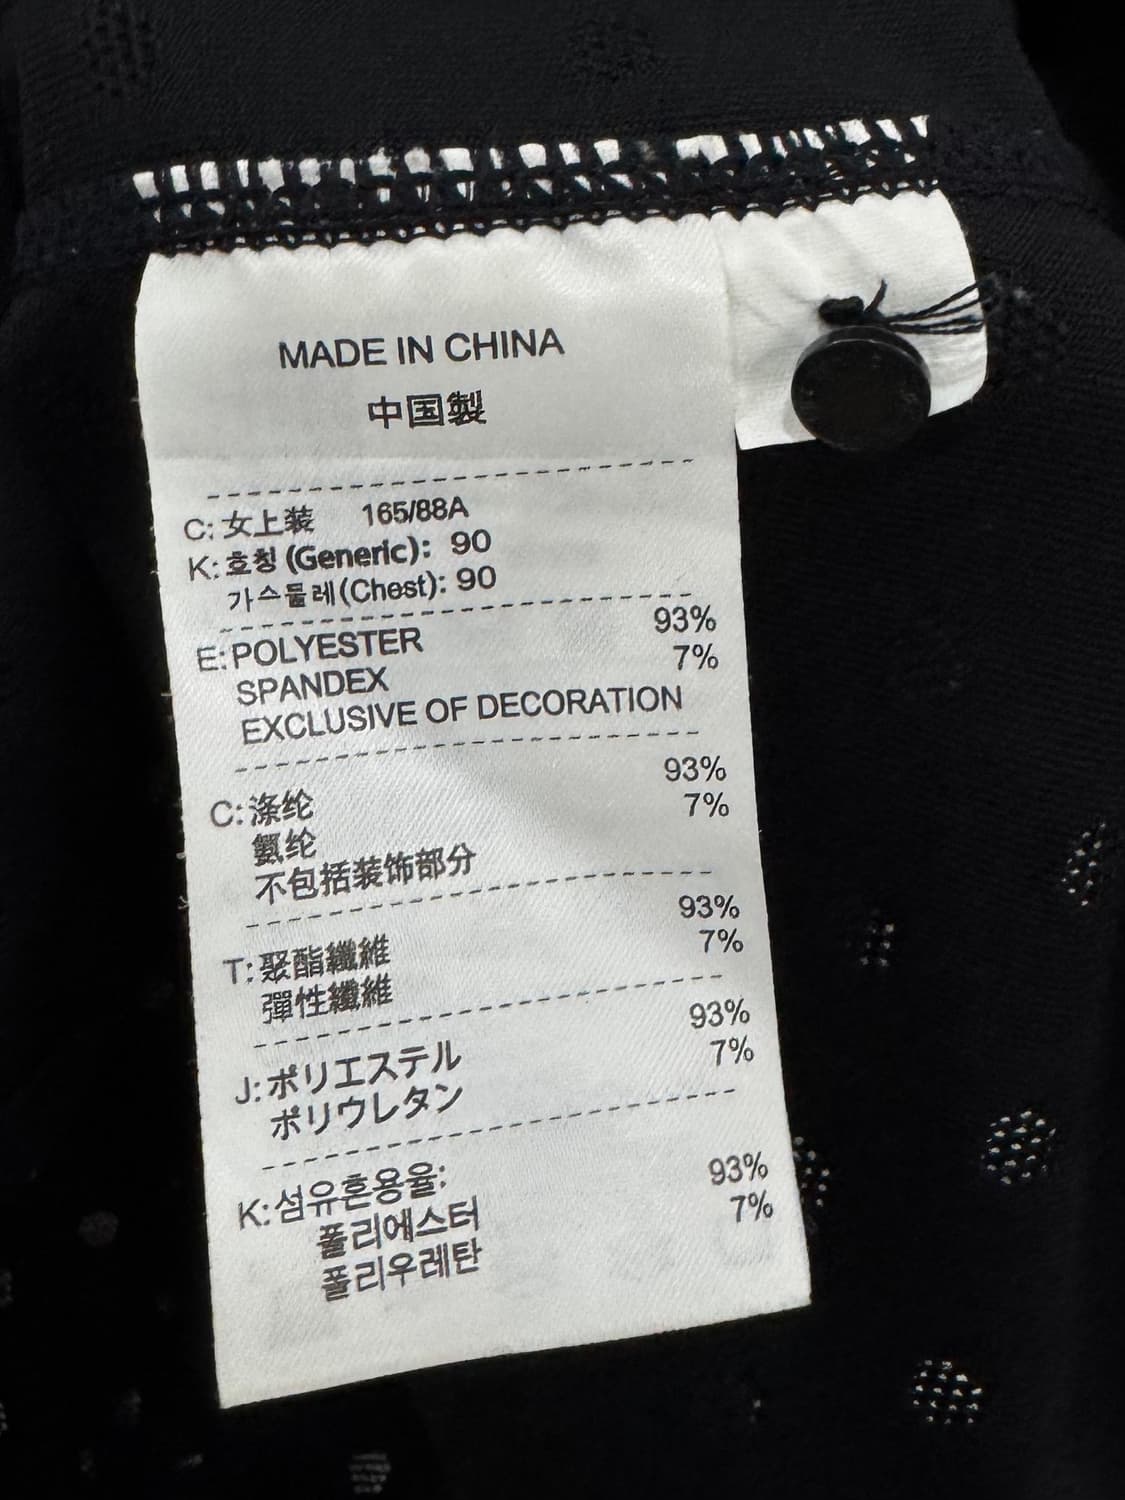 MADE IN CHINA
中国製
C: 女上装 165/88A
K: 호칭 (Generic): 90
가스물레 (Chest): 90
E: POLYESTER 93%
SPANDEX 7%
EXCLUSIVE OF DECORATION
C: 涤纶 93%
氨纶 7%
不包括装饰部分
T: 聚酯纖維 93%
彈性纖維 7%
J: ポリエステル 93%
ポリウレタン 7%
K: 섬유혼용율:
폴리에스터 93%
폴리우레탄 7%